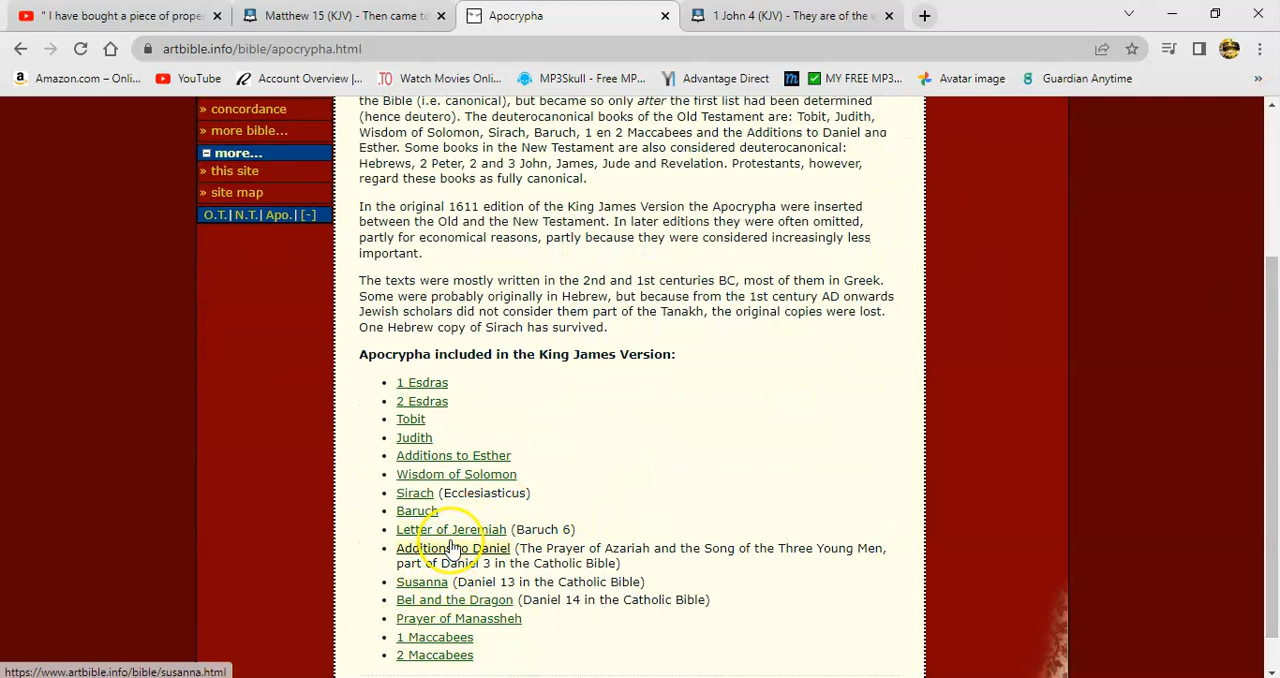 " I have bought a piece of prope
Matthew 15 (KJV) - Then came to
Apocrypha
1 John 4 (KJV) - They are of the w
artbible.info/bible/apocrypha.html
Amazon.com – Onli...
YouTube
Account Overview |...
Watch Movies Onli...
MP3Skull - Free MP...
Advantage Direct
MY FREE MP3...
Avatar image
Guardian Anytime
»
» concordance
» more bible...
more...
» this site
» site map
O.T.| N.T.| Apo.| [-]
the Bible (i.e. canonical), but became so only after the first list had been determined
(hence deutero). The deuterocanonical books of the Old Testament are: Tobit, Judith,
Wisdom of Solomon, Sirach, Baruch, 1 en 2 Maccabees and the Additions to Daniel and
Esther. Some books in the New Testament are also considered deuterocanonical:
Hebrews, 2 Peter, 2 and 3 John, James, Jude and Revelation. Protestants, however,
regard these books as fully canonical.
In the original 1611 edition of the King James Version the Apocrypha were inserted
between the Old and the New Testament. In later editions they were often omitted,
partly for economical reasons, partly because they were considered increasingly less
important.
The texts were mostly written in the 2nd and 1st centuries BC, most of them in Greek.
Some were probably originally in Hebrew, but because from the 1st century AD onwards
Jewish scholars did not consider them part of the Tanakh, the original copies were lost.
One Hebrew copy of Sirach has survived.
Apocrypha included in the King James Version:
• 1 Esdras
• 2 Esdras
• Tobit
• Judith
• Additions to Esther
• Wisdom of Solomon
• Sirach (Ecclesiasticus)
• Baruch
• Letter of Jeremiah (Baruch 6)
• Additions to Daniel (The Prayer of Azariah and the Song of the Three Young Men,
part of Daniel 3 in the Catholic Bible)
• Susanna (Daniel 13 in the Catholic Bible)
• Bel and the Dragon (Daniel 14 in the Catholic Bible)
• Prayer of Manassheh
• 1 Maccabees
• 2 Maccabees
https://www.artbible.info/bible/susanna.html